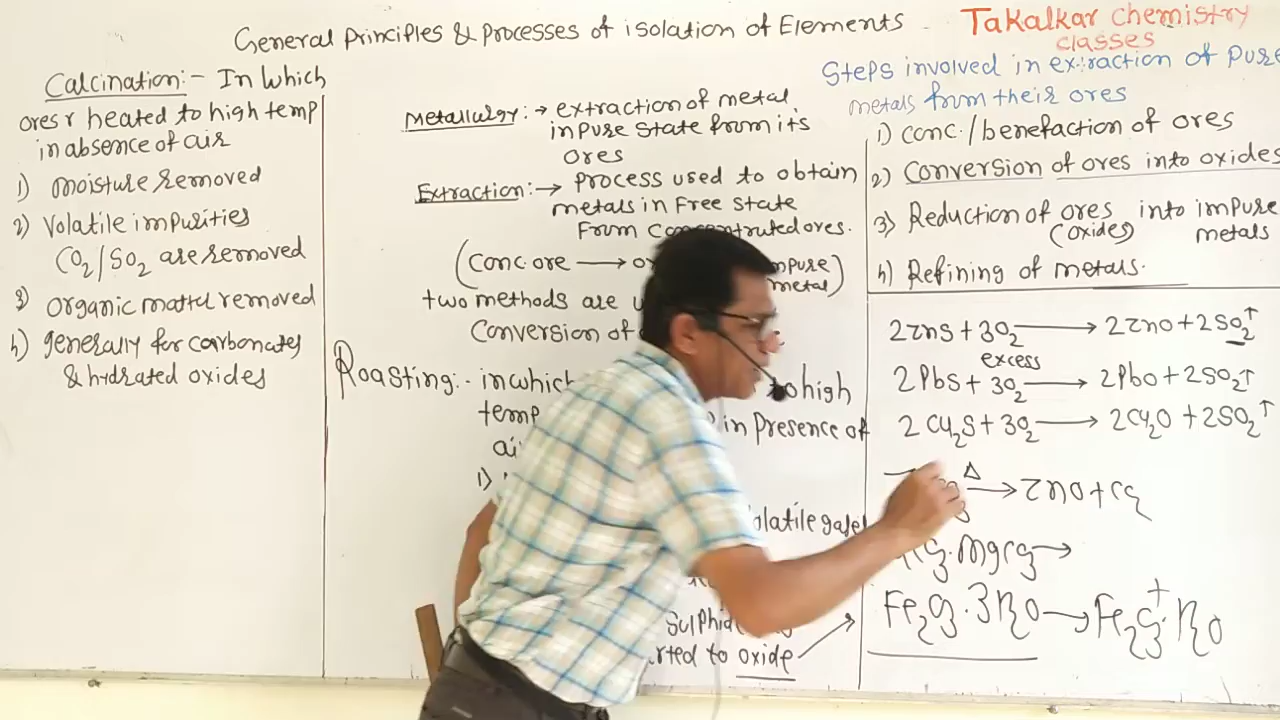 General Principles & Processes of isolation of Elements
Takalkar Chemistry
classes
Calcination:- In Which
ores r heated to high temp
in absence of air
1) moisture removed
2) Volatile impurities
CO2/SO2 are removed
3) organic matter removed
4) generally for carbonates
& hydrated oxides
Metallurgy: → extraction of metal
in pure state from its
ores
Extraction: → Process used to obtain
metals in Free State
From concentrated ores.
(Conc. ore → impure
metal)
two methods are
Conversion of
Roasting:- in which high
temp in Presence of
1)
volatile gases
Sulphide
to oxide
Steps involved in extraction of pure
metals from their ores
1) conc./benefaction of ores
2) Conversion of ores into oxides
3) Reduction of ores into impure
(oxides) metals
4) Refining of metals.
2ZnS + 3O2 → 2ZnO + 2SO2↑
excess
2PbS + 3O2 → 2PbO + 2SO2↑
2Cu2S + 3O2 → 2Cu2O + 2SO2↑
Δ → ZnO + CO2
MgCO3 →
Fe2O3.3H2O → Fe2O3 + H2O